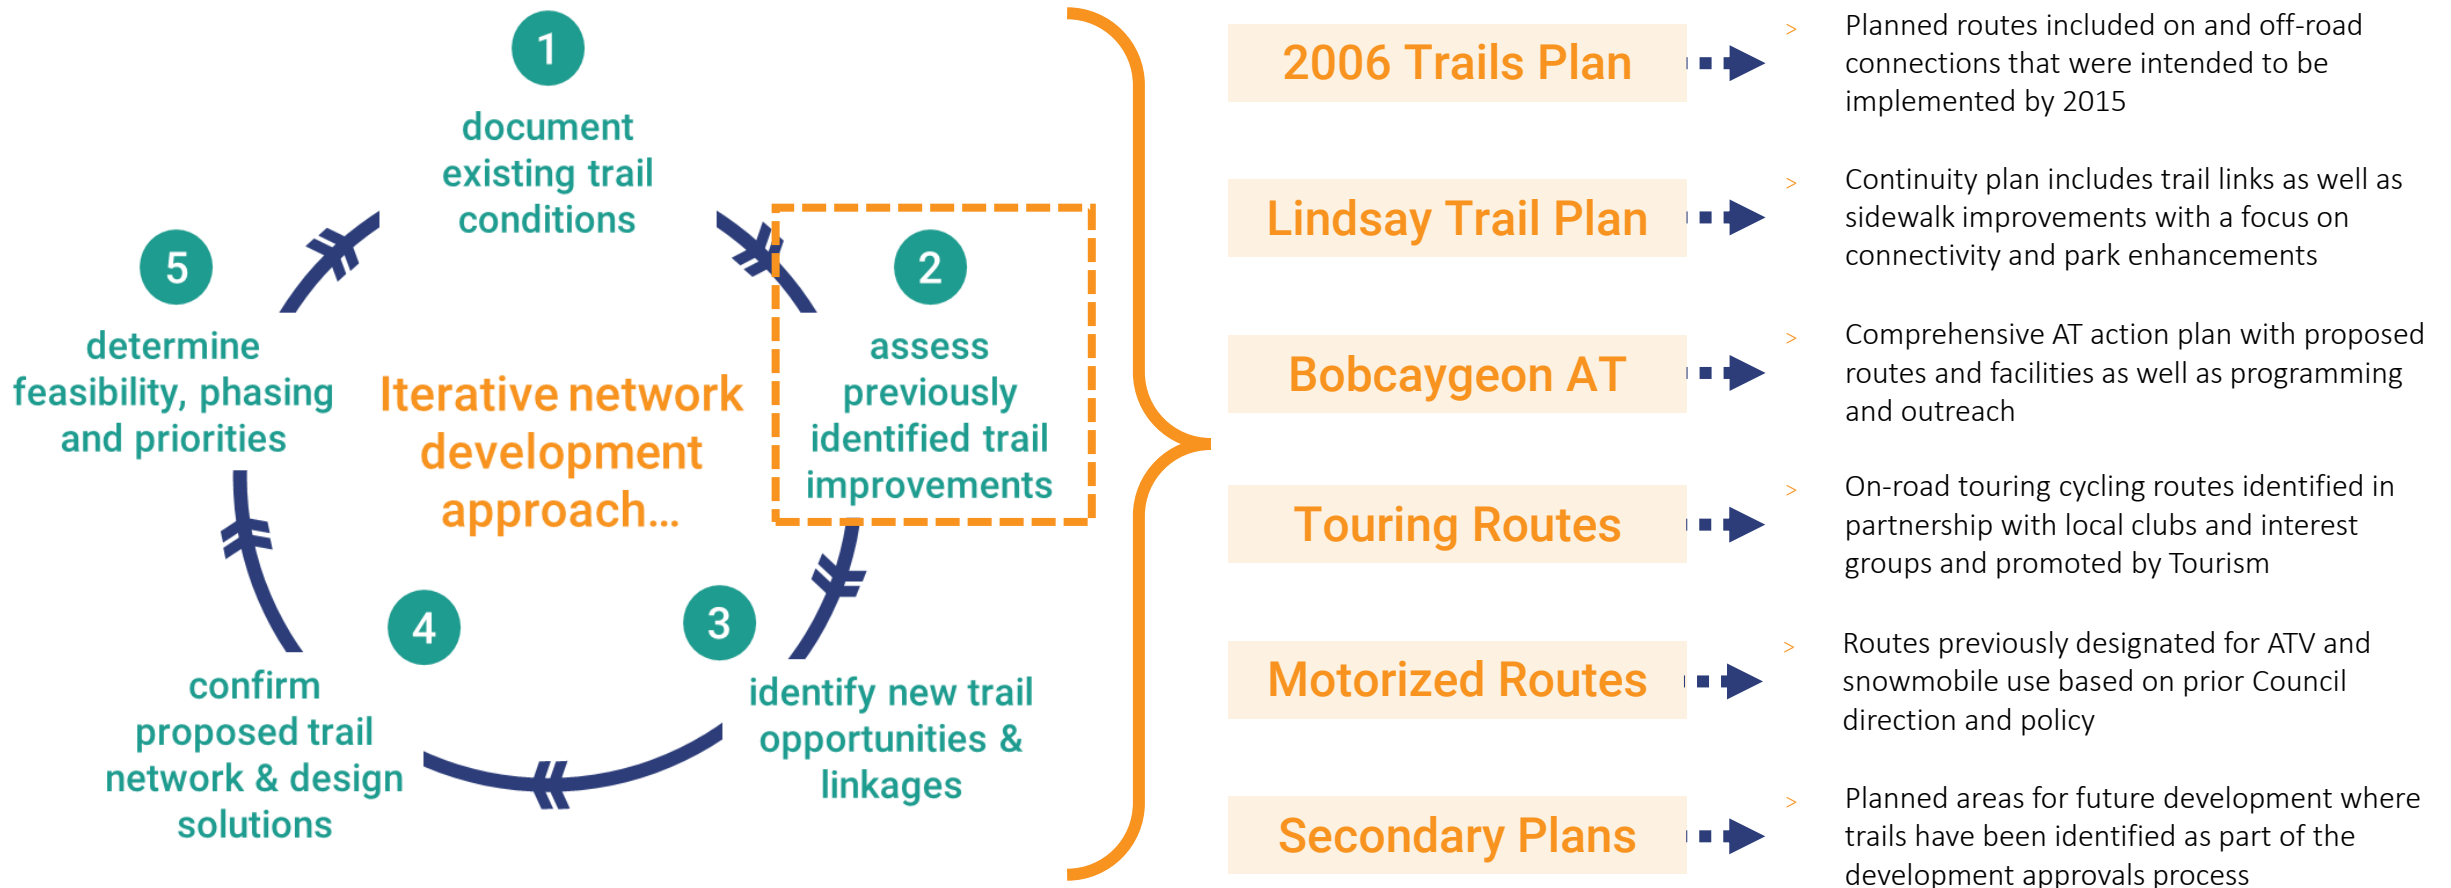 1
document
existing trail
conditions
2
assess
previously
identified trail
improvements
3
identify new trail
opportunities &
linkages
4
confirm
proposed trail
network & design
solutions
5
determine
feasibility, phasing
and priorities
Iterative network
development
approach...
2006 Trails Plan
> Planned routes included on and off-road
connections that were intended to be
implemented by 2015
Lindsay Trail Plan
> Continuity plan includes trail links as well as
sidewalk improvements with a focus on
connectivity and park enhancements
Bobcaygeon AT
> Comprehensive AT action plan with proposed
routes and facilities as well as programming
and outreach
Touring Routes
> On-road touring cycling routes identified in
partnership with local clubs and interest
groups and promoted by Tourism
Motorized Routes
> Routes previously designated for ATV and
snowmobile use based on prior Council
direction and policy
Secondary Plans
> Planned areas for future development where
trails have been identified as part of the
development approvals process